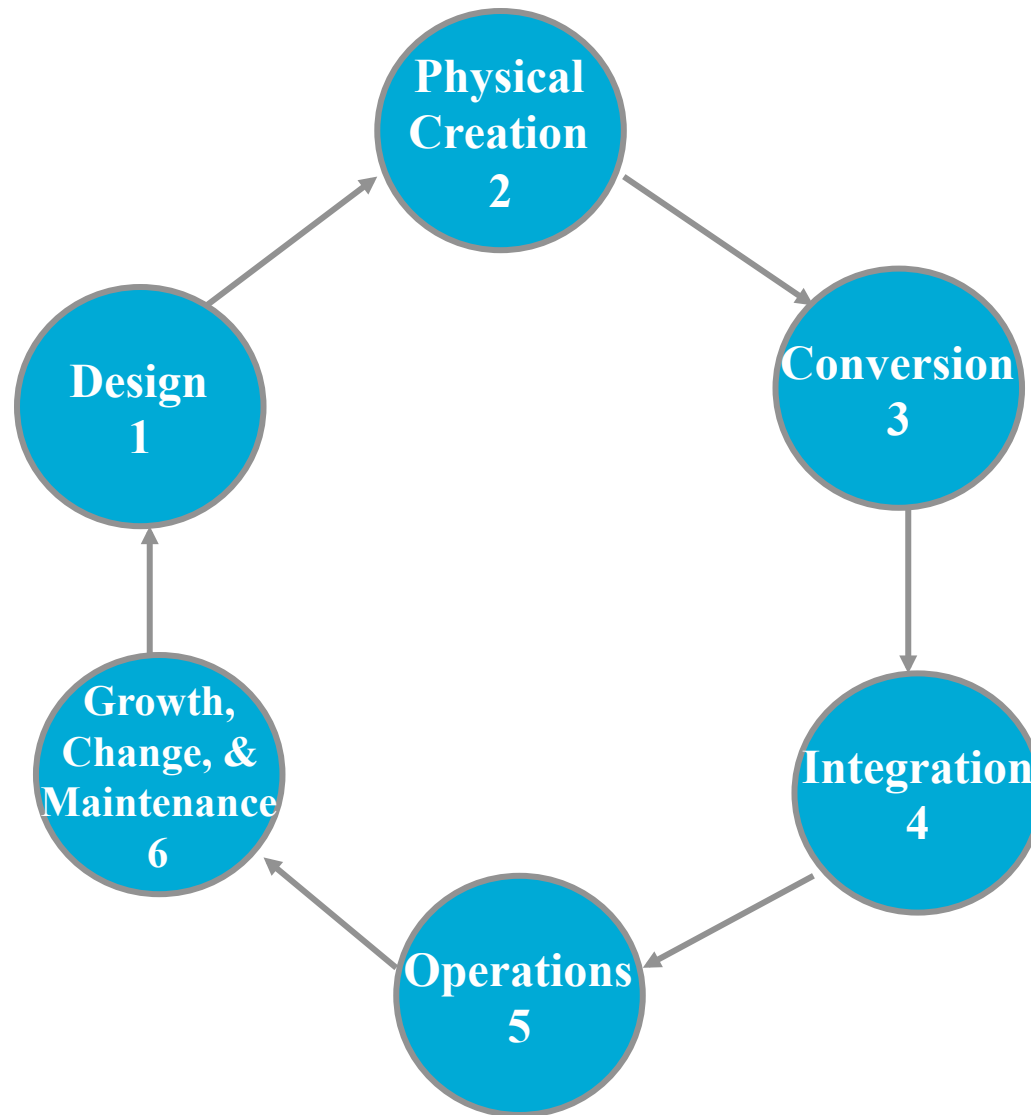 Physical
Creation
2
Conversion
3
Design
1
Growth,
Change, &
Maintenance
6
Integration
4
Operations
5